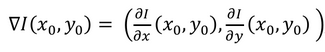 ∇I(x₀, y₀) = (∂I/∂x (x₀, y₀), ∂I/∂y (x₀, y₀))